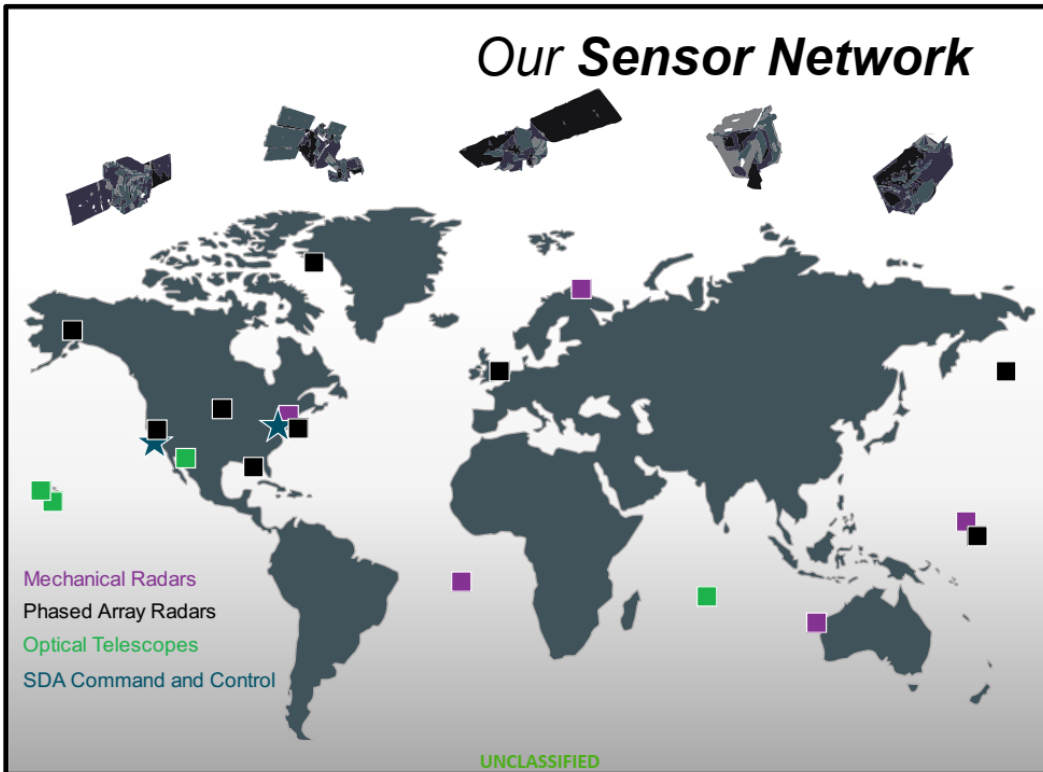 Our Sensor Network
Mechanical Radars
Phased Array Radars
Optical Telescopes
SDA Command and Control
UNCLASSIFIED